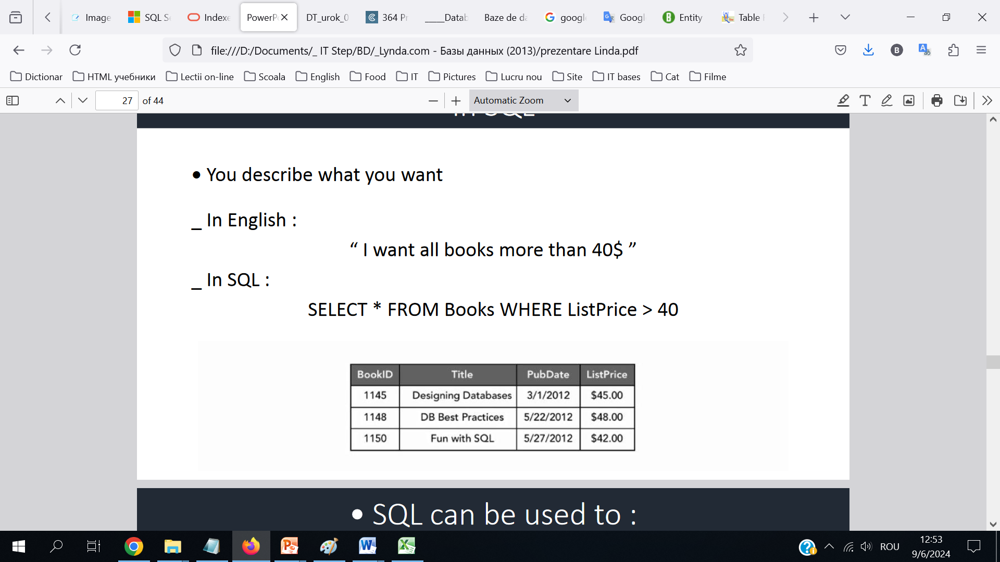 Image
SQL S
Indexe
PowerP
DT_urok_0
364 Pr
____Datab
Baze de da
googl
Googl
Entity
Table
file:///D:/Documents/_ IT Step/BD/_Lynda.com - Базы данных (2013)/prezentare Linda.pdf
Dictionar HTML учебники Lectii on-line Scoala English Food IT Pictures Lucru nou Site IT bases Cat Filme
27 of 44 Automatic Zoom
in SQL
• You describe what you want
_ In English :
“ I want all books more than 40$ ”
_ In SQL :
SELECT * FROM Books WHERE ListPrice > 40
BookID Title PubDate ListPrice
1145 Designing Databases 3/1/2012 $45.00
1148 DB Best Practices 5/22/2012 $48.00
1150 Fun with SQL 5/27/2012 $42.00
• SQL can be used to :
ROU
12:53
9/6/2024